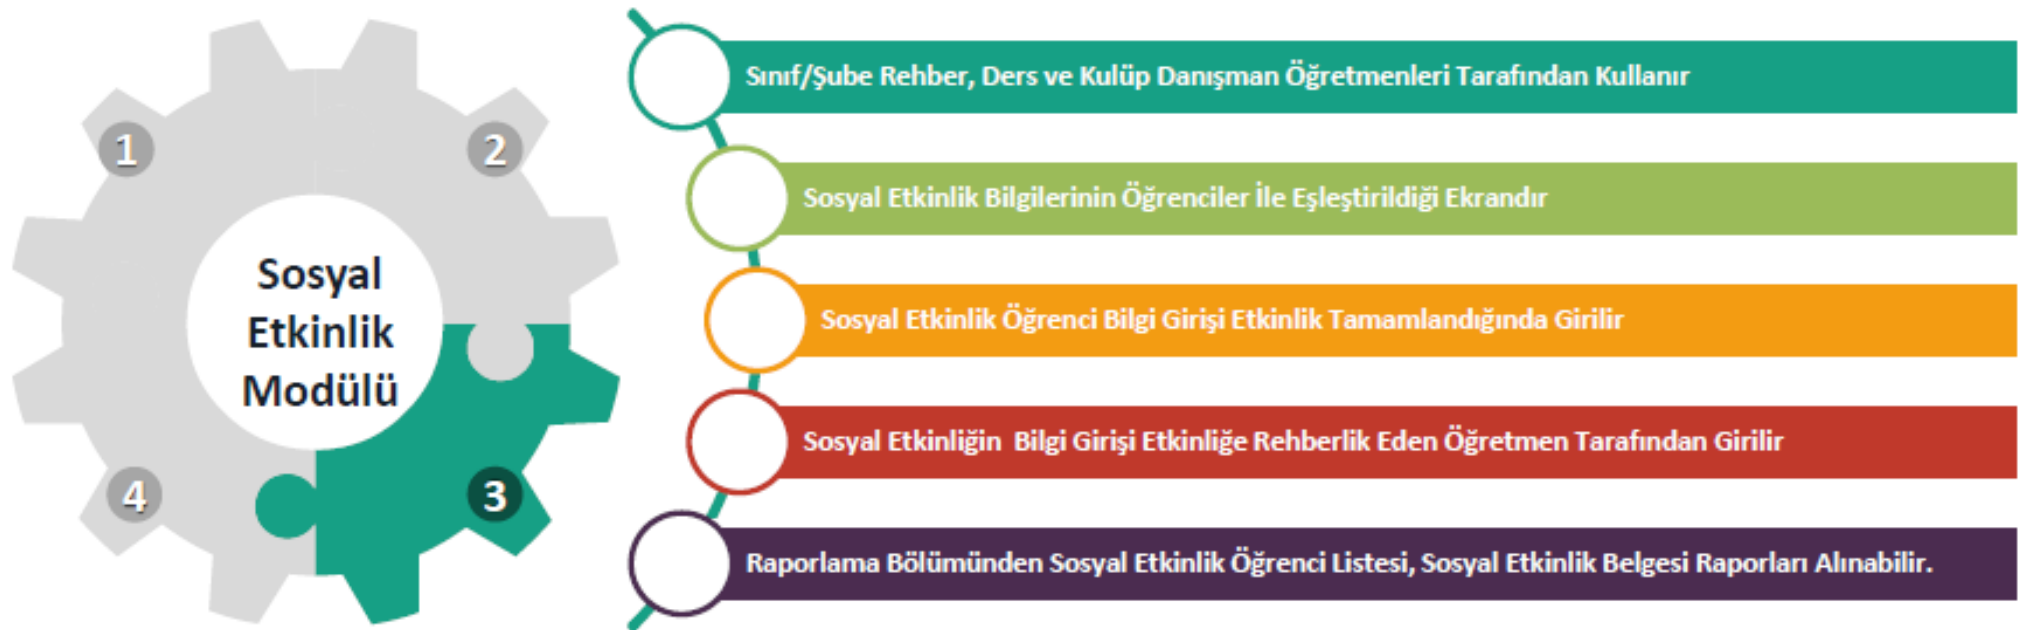 1
2
Sosyal
Etkinlik
Modülü
4
3
Sınıf/Şube Rehber, Ders ve Kulüp Danışman Öğretmenleri Tarafından Kullanır
Sosyal Etkinlik Bilgilerinin Öğrenciler İle Eşleştirildiği Ekrandır
Sosyal Etkinlik Öğrenci Bilgi Girişi Etkinlik Tamamlandığında Girilir
Sosyal Etkinliğin Bilgi Girişi Etkinliğe Rehberlik Eden Öğretmen Tarafından Girilir
Raporlama Bölümünden Sosyal Etkinlik Öğrenci Listesi, Sosyal Etkinlik Belgesi Raporları Alınabilir.